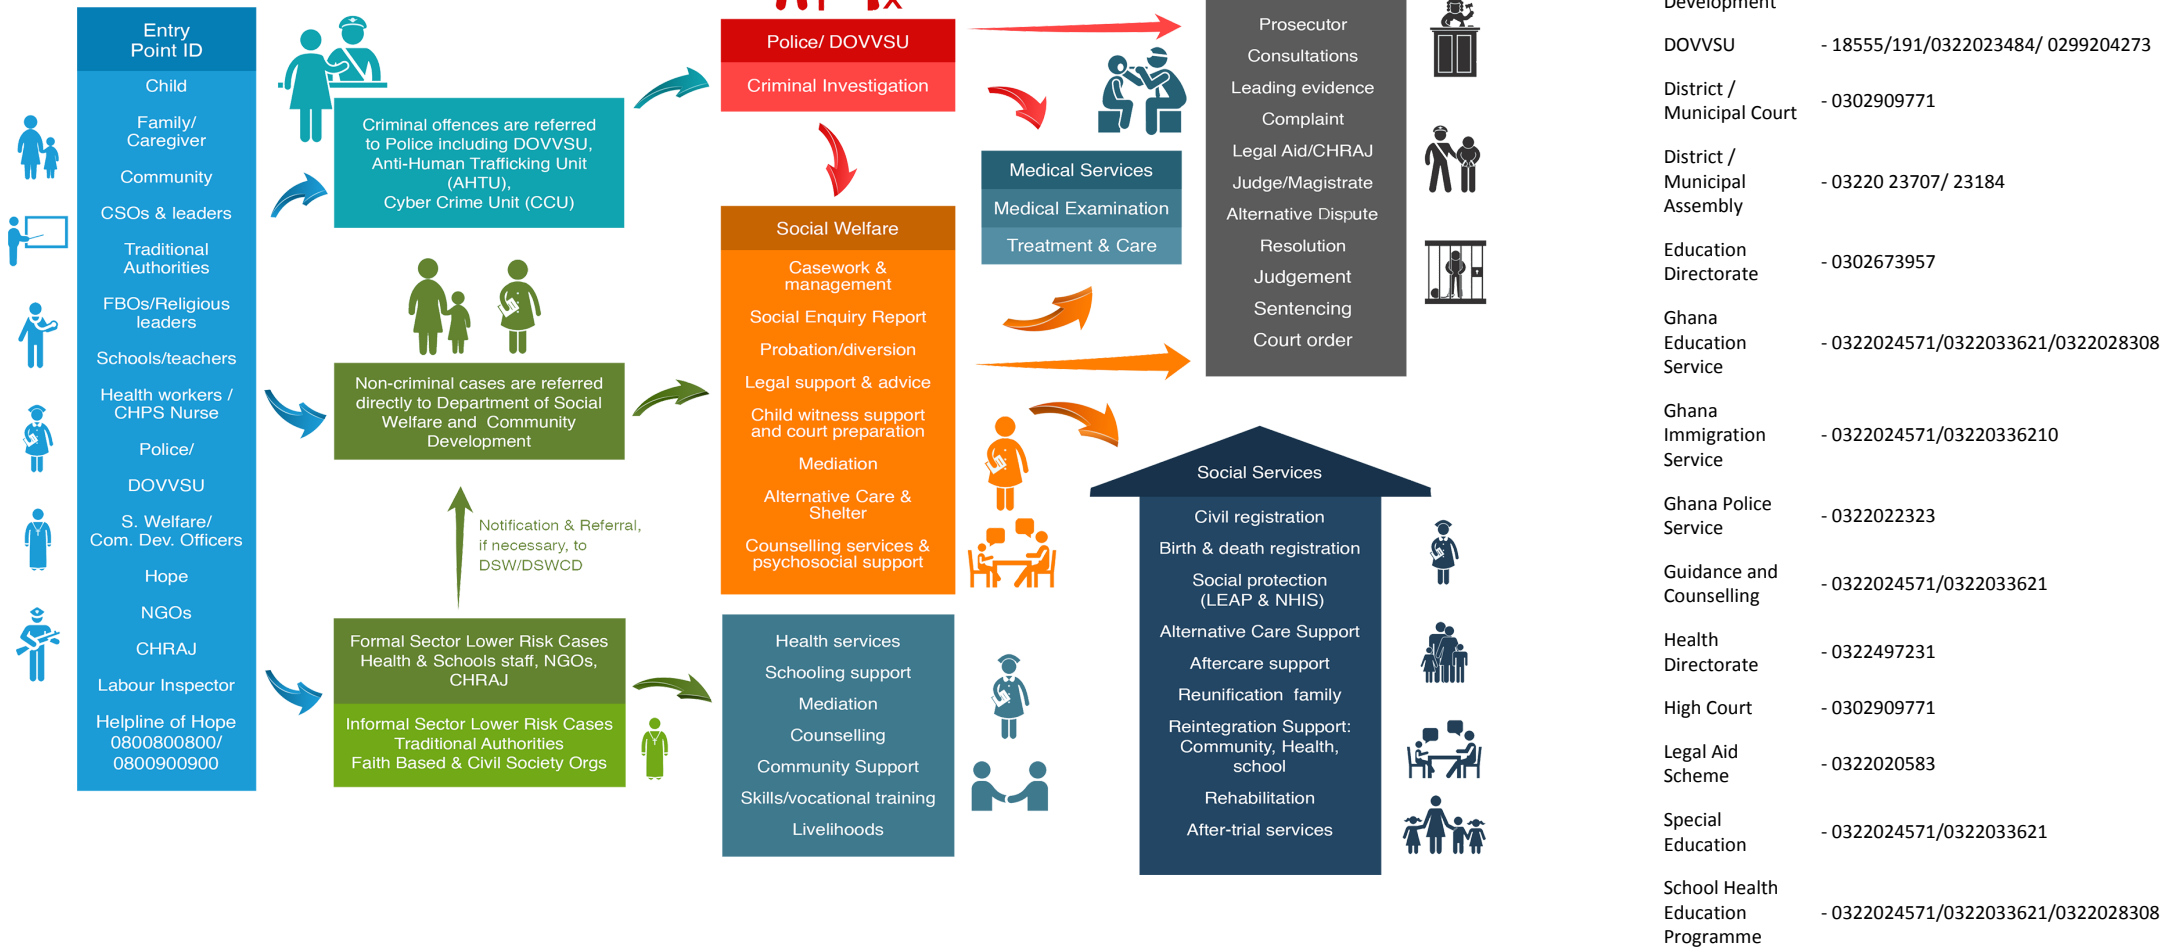 Entry
Point ID
Child
Family/
Caregiver
Community
CSOs & leaders
Traditional
Authorities
FBOs/Religious
leaders
Schools/teachers
Health workers /
CHPS Nurse
Police/
DOVVSU
S. Welfare/
Com. Dev. Officers
Hope
NGOs
CHRAJ
Labour Inspector
Helpline of Hope
0800800800/
0800900900
Criminal offences are referred
to Police including DOVVSU,
Anti-Human Trafficking Unit
(AHTU),
Cyber Crime Unit (CCU)
Non-criminal cases are referred
directly to Department of Social
Welfare and Community
Development
Notification & Referral,
if necessary, to
DSW/DSWCD
Formal Sector Lower Risk Cases
Health & Schools staff, NGOs,
CHRAJ
Informal Sector Lower Risk Cases
Traditional Authorities
Faith Based & Civil Society Orgs
Police/ DOVVSU
Criminal Investigation
Social Welfare
Casework &
management
Social Enquiry Report
Probation/diversion
Legal support & advice
Child witness support
and court preparation
Mediation
Alternative Care &
Shelter
Counselling services &
psychosocial support
Health services
Schooling support
Mediation
Counselling
Community Support
Skills/vocational training
Livelihoods
Medical Services
Medical Examination
Treatment & Care
Prosecutor
Consultations
Leading evidence
Complaint
Legal Aid/CHRAJ
Judge/Magistrate
Alternative Dispute
Resolution
Judgement
Sentencing
Court order
Social Services
Civil registration
Birth & death registration
Social protection
(LEAP & NHIS)
Alternative Care Support
Aftercare support
Reunification family
Reintegration Support:
Community, Health,
school
Rehabilitation
After-trial services
Development
DOVVSU - 18555/191/0322023484/ 0299204273
District /
Municipal Court - 0302909771
District /
Municipal - 03220 23707/ 23184
Assembly
Education
Directorate - 0302673957
Ghana
Education - 0322024571/0322033621/0322028308
Service
Ghana
Immigration - 0322024571/03220336210
Service
Ghana Police
Service - 0322022323
Guidance and
Counselling - 0322024571/0322033621
Health
Directorate - 0322497231
High Court - 0302909771
Legal Aid
Scheme - 0322020583
Special
Education - 0322024571/0322033621
School Health
Education - 0322024571/0322033621/0322028308
Programme